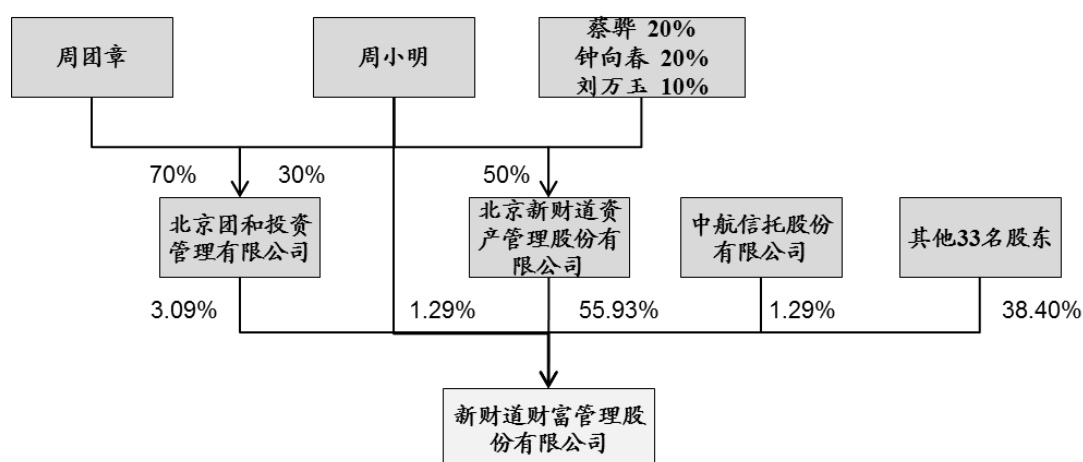 周团章
周小明
蔡骅 20%
钟向春 20%
刘万玉 10%
70%
30%
50%
北京团和投资
管理有限公司
北京新财道资
产管理股份有
限公司
中航信托股份
有限公司
其他33名股东
3.09%
1.29%
55.93%
1.29%
38.40%
新财道财富管理股
份有限公司